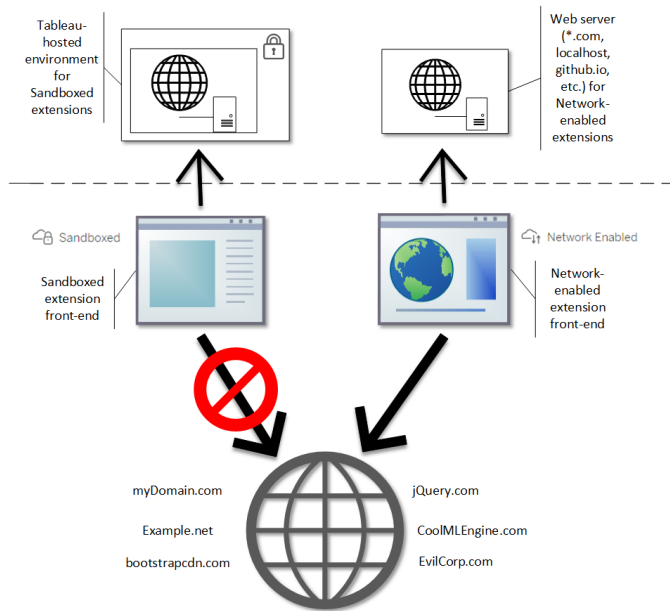 Tableau-
hosted
environment
for
Sandboxed
extensions
Web server
(*.com,
localhost,
github.io,
etc.) for
Network-
enabled
extensions
Sandboxed
Network Enabled
Sandboxed
extension
front-end
Network-
enabled
extension
front-end
myDomain.com
jQuery.com
Example.net
CoolMLEngine.com
bootstrapcdn.com
EvilCorp.com